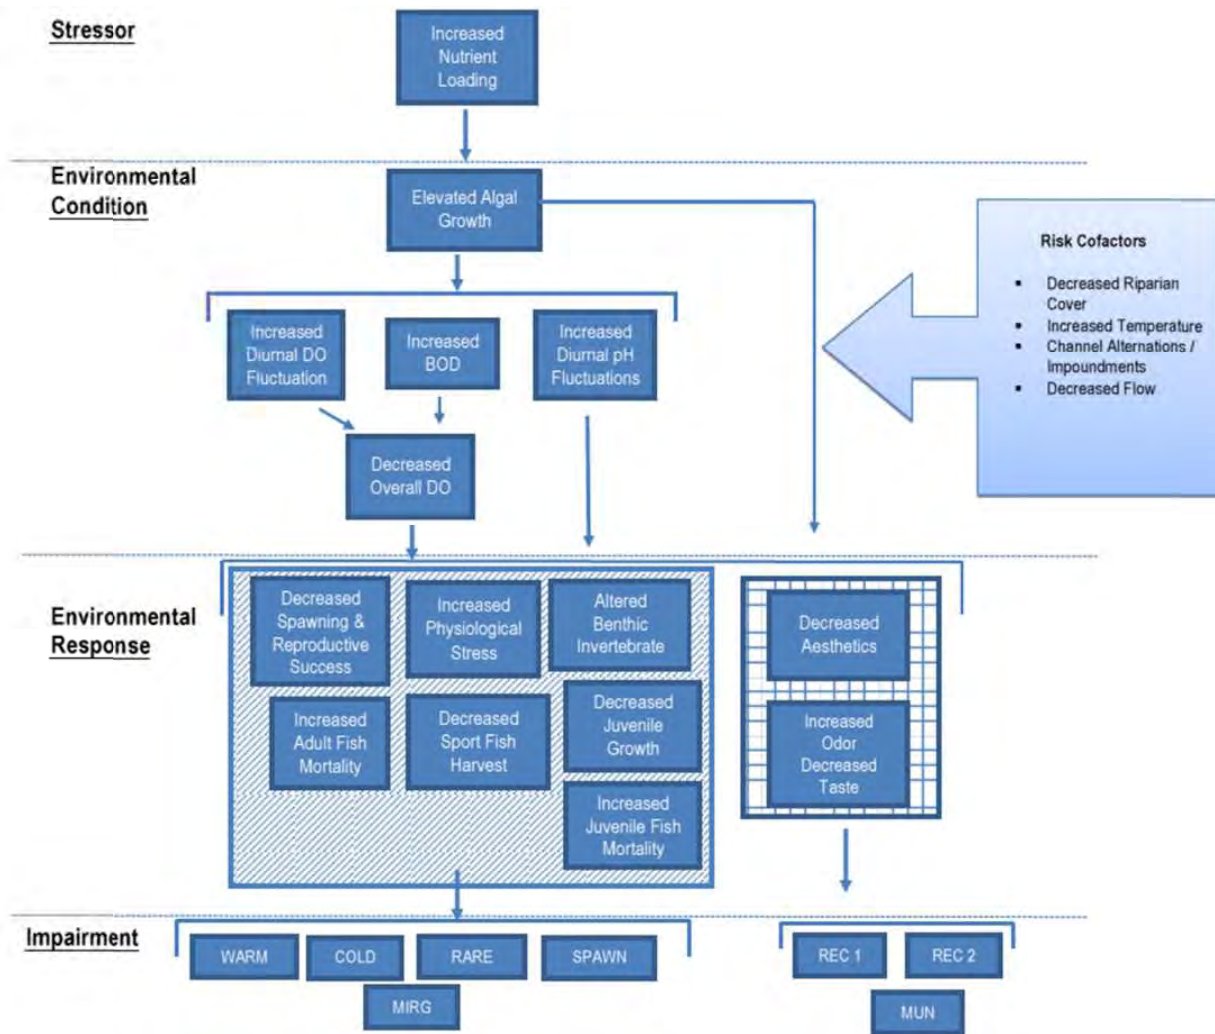 Stressor
Increased
Nutrient
Loading
Environmental
Condition
Elevated Algal
Growth
Risk Cofactors
▪ Decreased Riparian
Cover
▪ Increased Temperature
▪ Channel Alternations /
Impoundments
▪ Decreased Flow
Increased
Diurnal DO
Fluctuation
Increased
BOD
Increased
Diurnal pH
Fluctuations
Decreased
Overall DO
Environmental
Response
Decreased
Spawning &
Reproductive
Success
Increased
Physiological
Stress
Altered
Benthic
Invertebrate
Decreased
Aesthetics
Increased
Adult Fish
Mortality
Decreased
Sport Fish
Harvest
Decreased
Juvenile
Growth
Increased
Odor
Decreased
Taste
Increased
Juvenile Fish
Mortality
Impairment
WARM
COLD
RARE
SPAWN
REC 1
REC 2
MIRG
MUN